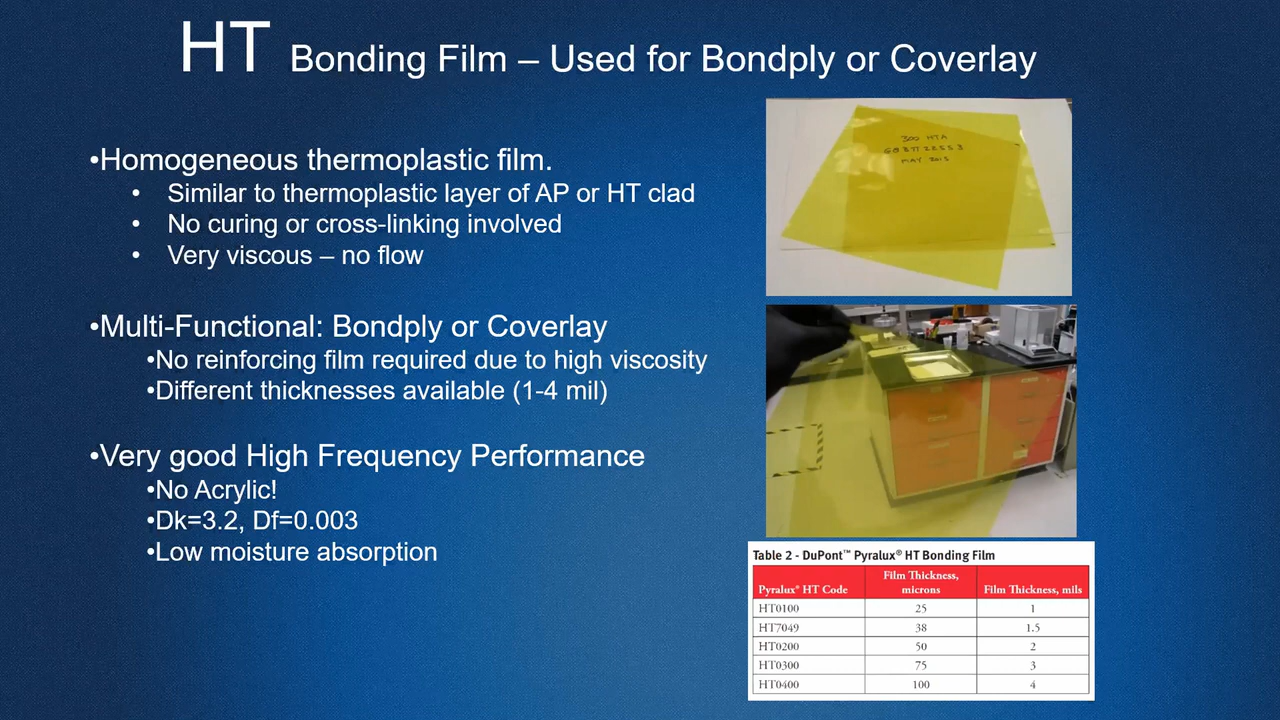 HT Bonding Film – Used for Bondply or Coverlay
•Homogeneous thermoplastic film.
• Similar to thermoplastic layer of AP or HT clad
• No curing or cross-linking involved
• Very viscous – no flow
•Multi-Functional: Bondply or Coverlay
•No reinforcing film required due to high viscosity
•Different thicknesses available (1-4 mil)
•Very good High Frequency Performance
•No Acrylic!
•Dk=3.2, Df=0.003
•Low moisture absorption
300 HTA
MAY 2013
Table 2 - DuPont™ Pyralux® HT Bonding Film
Pyralux® HT Code Film Thickness, microns Film Thickness, mils
HT0100 25 1
HT7049 38 1.5
HT0200 50 2
HT0300 75 3
HT0400 100 4